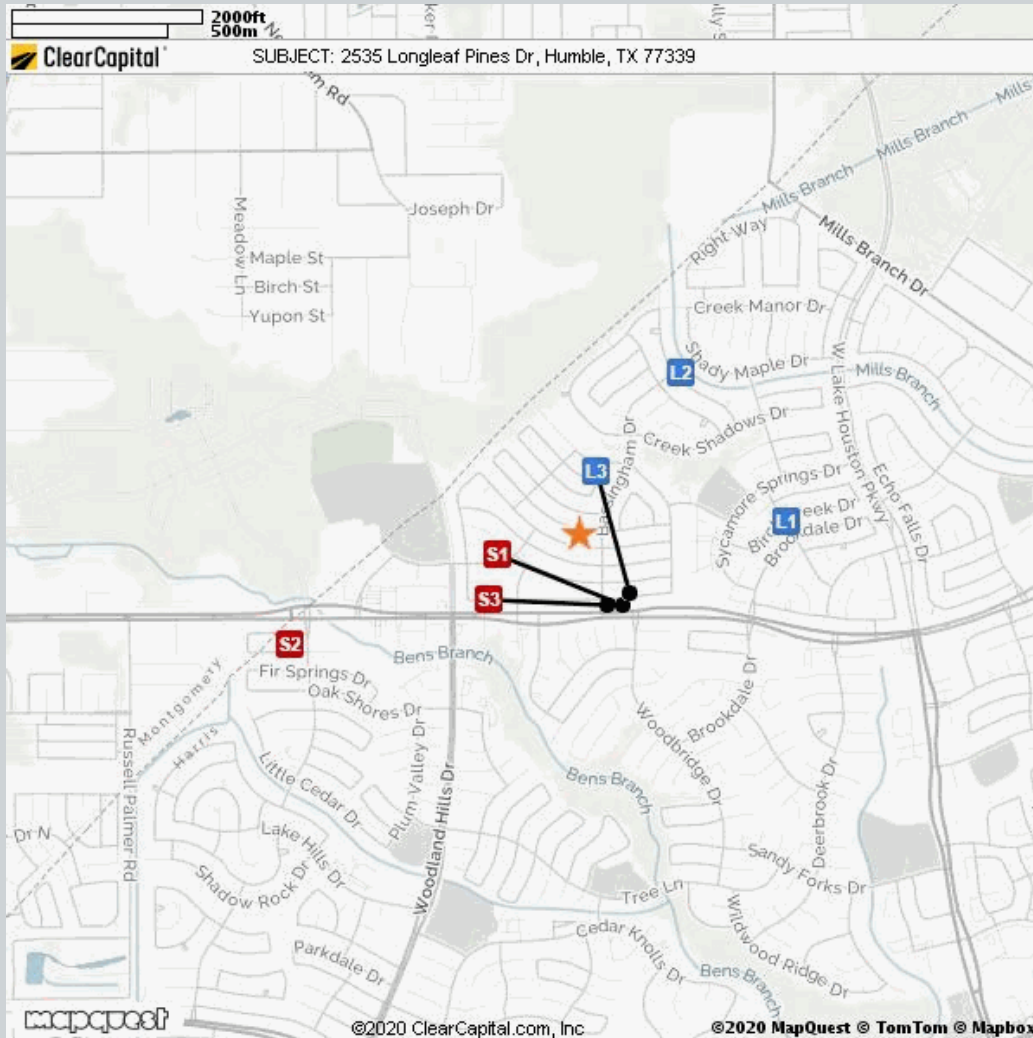 2000ft
500m
ClearCapital
SUBJECT: 2535 Longleaf Pines Dr, Humble, TX 77339
Rd
Mills
Mills Branch
Mills Branch
Joseph Dr
Meadow Ln
Right Way
Mills Branch Dr
Maple St
Birch St
Yupon St
Creek Manor Dr
L2
Shady Maple Dr
W Lake Houston Pkwy
Mills Branch
Creek Shadows Dr
L3
Sycamore Springs Dr
Echo Falls Dr
L1
Brookdale Dr
S1
S3
S2
Bens Branch
Fir Springs Dr
Oak Shores Dr
Montgomery
Harris
Russell Palmer Rd
Plum Valley Dr
Woodland Hills Dr
Woodbridge Dr
Brookdale Dr
Little Cedar Dr
Bens Branch
Deerbrook Dr
Dr N
Lake Hills Dr
Shadow Rock Dr
Sandy Forks Dr
Tree Ln
Wildwood Ridge Dr
Cedar Knolls Dr
Parkdale Dr
Bens Branch
mapquest
©2020 ClearCapital.com, Inc
©2020 MapQuest © TomTom © Mapbox